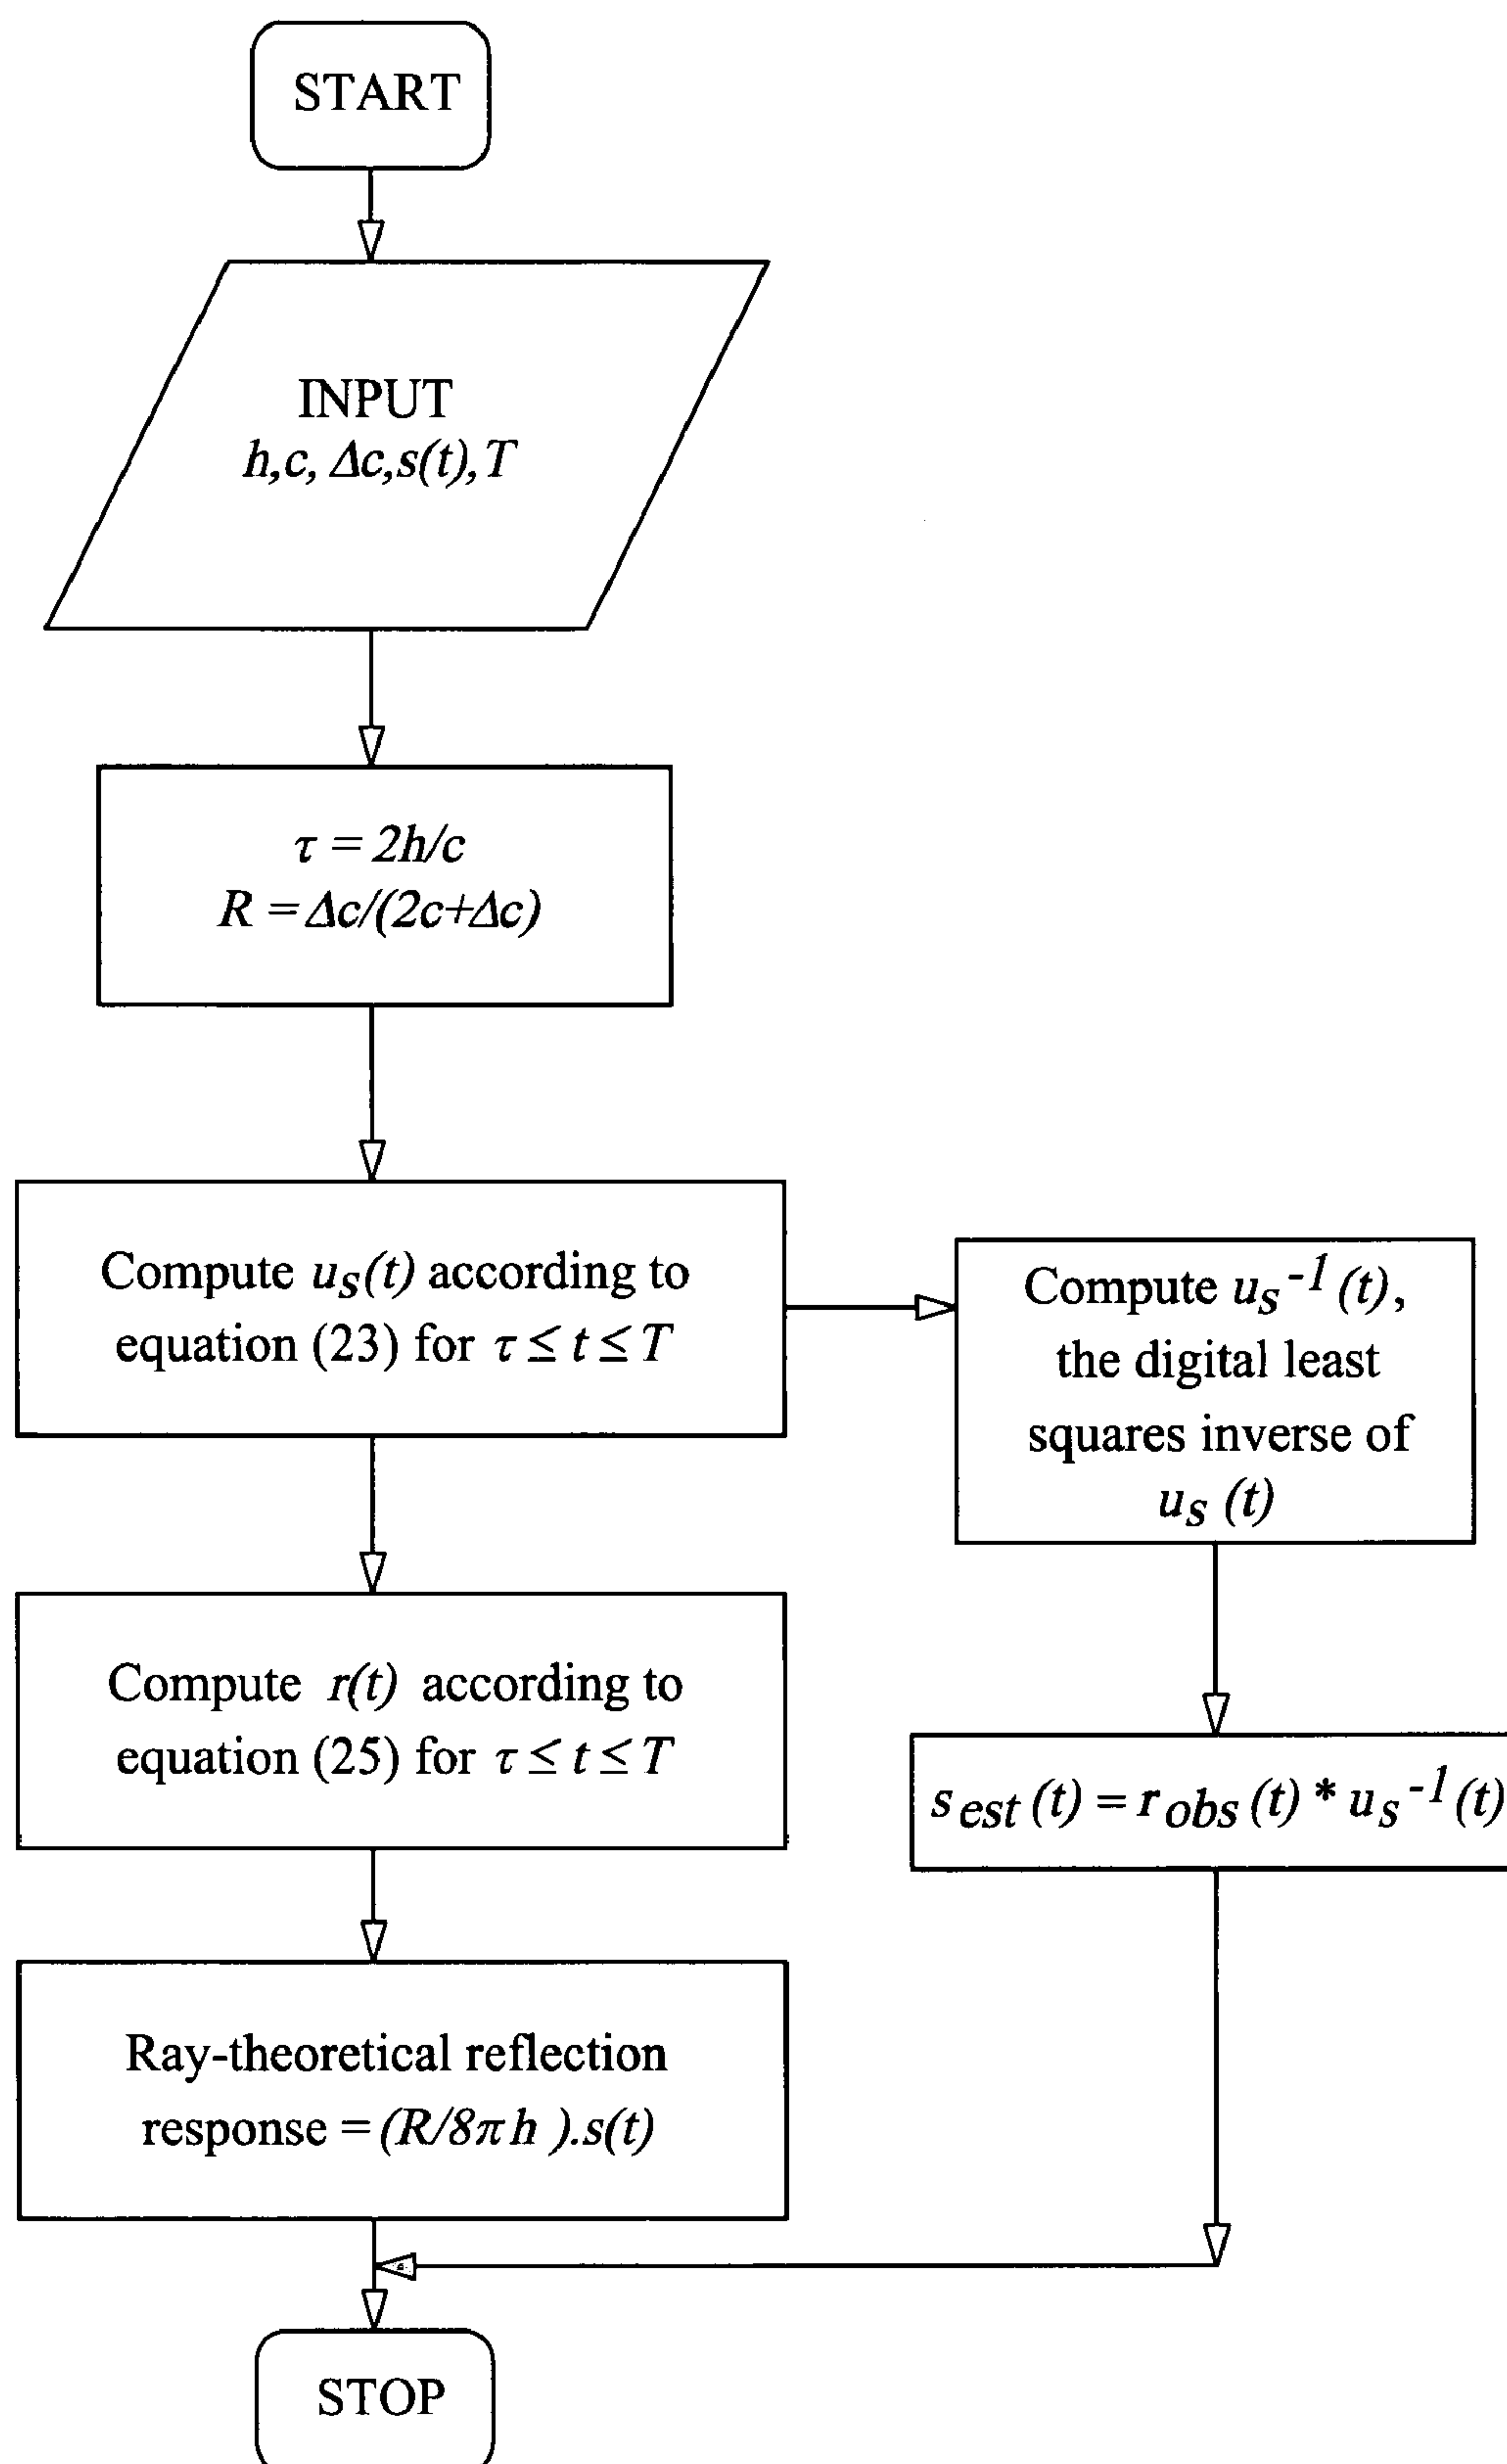 START
INPUT
h,c, Δc,s(t),T
τ = 2h/c
R = Δc/(2c+Δc)
Compute u_s(t) according to
equation (23) for τ ≤ t ≤ T
Compute u_s^-1(t),
the digital least
squares inverse of
u_s (t)
Compute r(t) according to
equation (25) for τ ≤ t ≤ T
s_est (t) = r_obs (t) * u_s^-1(t)
Ray-theoretical reflection
response = (R/8π h ).s(t)
STOP